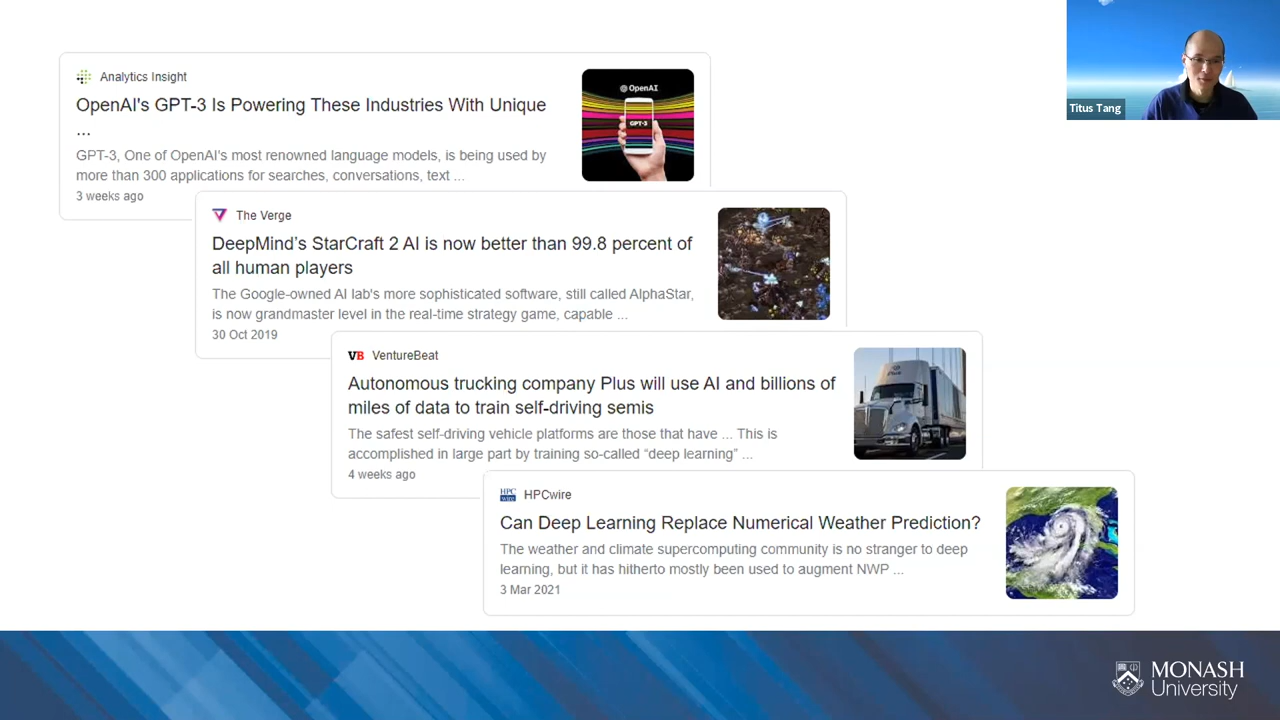 Analytics Insight
OpenAI's GPT-3 Is Powering These Industries With Unique
...
GPT-3, One of OpenAI's most renowned language models, is being used by
more than 300 applications for searches, conversations, text ...
3 weeks ago
OpenAI
GPT-3
The Verge
DeepMind's StarCraft 2 AI is now better than 99.8 percent of
all human players
The Google-owned AI lab's more sophisticated software, still called AlphaStar,
is now grandmaster level in the real-time strategy game, capable ...
30 Oct 2019
VB VentureBeat
Autonomous trucking company Plus will use AI and billions of
miles of data to train self-driving semis
The safest self-driving vehicle platforms are those that have ... This is
accomplished in large part by training so-called “deep learning” ...
4 weeks ago
HPC
wire
HPCwire
Can Deep Learning Replace Numerical Weather Prediction?
The weather and climate supercomputing community is no stranger to deep
learning, but it has hitherto mostly been used to augment NWP ...
3 Mar 2021
Titus Tang
MONASH
University